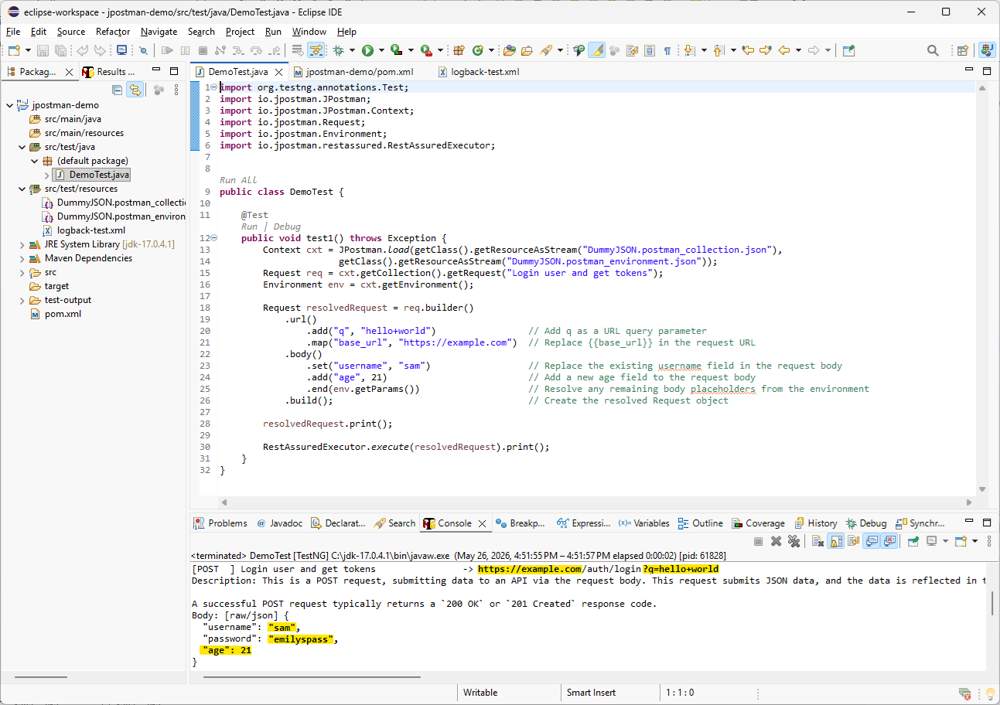 eclipse-workspace - jpostman-demo/src/test/java/DemoTest.java - Eclipse IDE
File Edit Source Refactor Navigate Search Project Run Window Help
Packag... Results ...
DemoTest.java jpostman-demo/pom.xml logback-test.xml
jpostman-demo
src/main/java
src/main/resources
src/test/java
(default package)
DemoTest.java
src/test/resources
DummyJSON.postman_collecti
DummyJSON.postman_environ
logback-test.xml
JRE System Library [jdk-17.0.4.1]
Maven Dependencies
src
target
test-output
pom.xml
1 import org.testng.annotations.Test;
2 import io.jpostman.JPostman;
3 import io.jpostman.JPostman.Context;
4 import io.jpostman.Request;
5 import io.jpostman.Environment;
6 import io.jpostman.restassured.RestAssuredExecutor;
7
8
Run All
9 public class DemoTest {
10
11 @Test
Run | Debug
12 public void test1() throws Exception {
13 Context cxt = JPostman.load(getClass().getResourceAsStream("DummyJSON.postman_collection.json"),
14 getClass().getResourceAsStream("DummyJSON.postman_environment.json"));
15 Request req = cxt.getCollection().getRequest("Login user and get tokens");
16 Environment env = cxt.getEnvironment();
17
18 Request resolvedRequest = req.builder()
19 .url()
20 .add("q", "hello+world") // Add q as a URL query parameter
21 .map("base_url", "https://example.com") // Replace {{base_url}} in the request URL
22 .body()
23 .set("username", "sam") // Replace the existing username field in the request body
24 .add("age", 21) // Add a new age field to the request body
25 .end(env.getParams()) // Resolve any remaining body placeholders from the environment
26 .build(); // Create the resolved Request object
27
28 resolvedRequest.print();
29
30 RestAssuredExecutor.execute(resolvedRequest).print();
31 }
32 }
Problems @ Javadoc Declarat... Search Console Breakp... Expressi... (x)= Variables Outline Coverage History Debug Synchr...
<terminated> DemoTest [TestNG] C:\jdk-17.0.4.1\bin\javaw.exe (May 26, 2026, 4:51:55 PM – 4:51:57 PM elapsed 0:00:02) [pid: 61828]
[POST ] Login user and get tokens -> https://example.com/auth/login?q=hello+world
Description: This is a POST request, submitting data to an API via the request body. This request submits JSON data, and the data is reflected in t
A successful POST request typically returns a `200 OK` or `201 Created` response code.
Body: [raw/json] {
"username": "sam",
"password": "emilyspass",
"age": 21
}
Writable Smart Insert 1 : 1 : 0